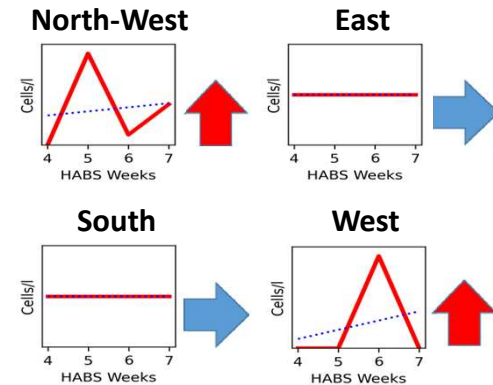 North-West
Cells/l
4 5 6 7
HABS Weeks
East
Cells/l
4 5 6 7
HABS Weeks
South
Cells/l
4 5 6 7
HABS Weeks
West
Cells/l
4 5 6 7
HABS Weeks